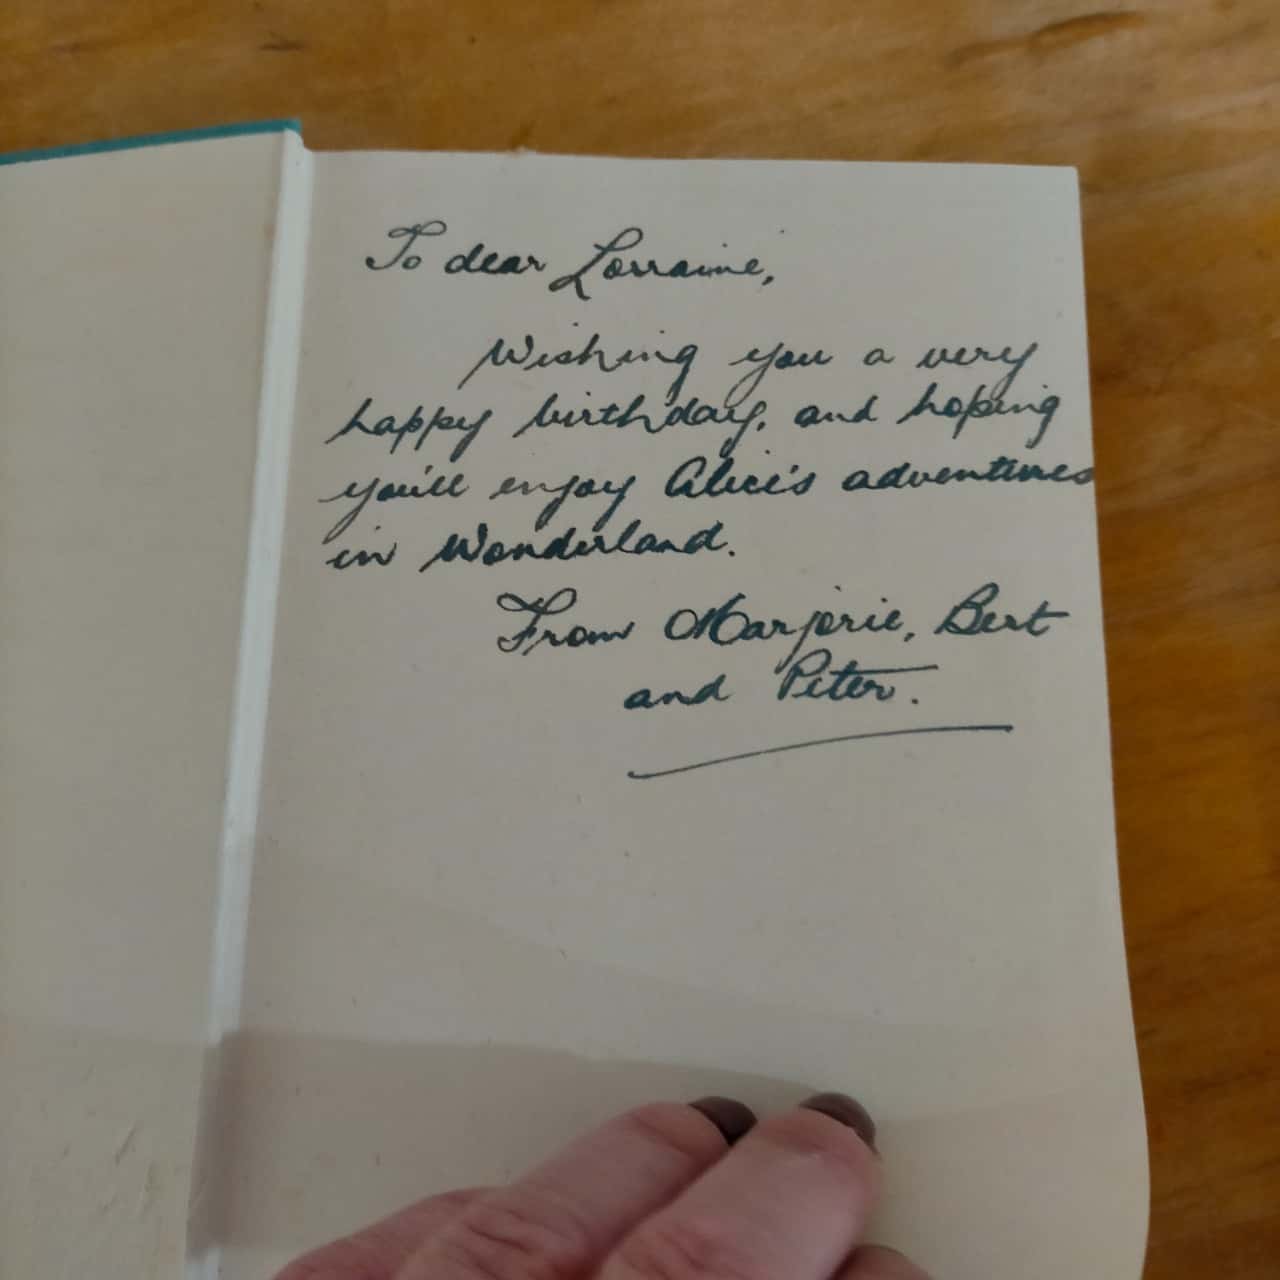 To dear Lorraine,
Wishing you a very
happy birthday, and hoping
you'll enjoy Alice's adventures
in Wonderland.
From Marjorie, Bert
and Peter.